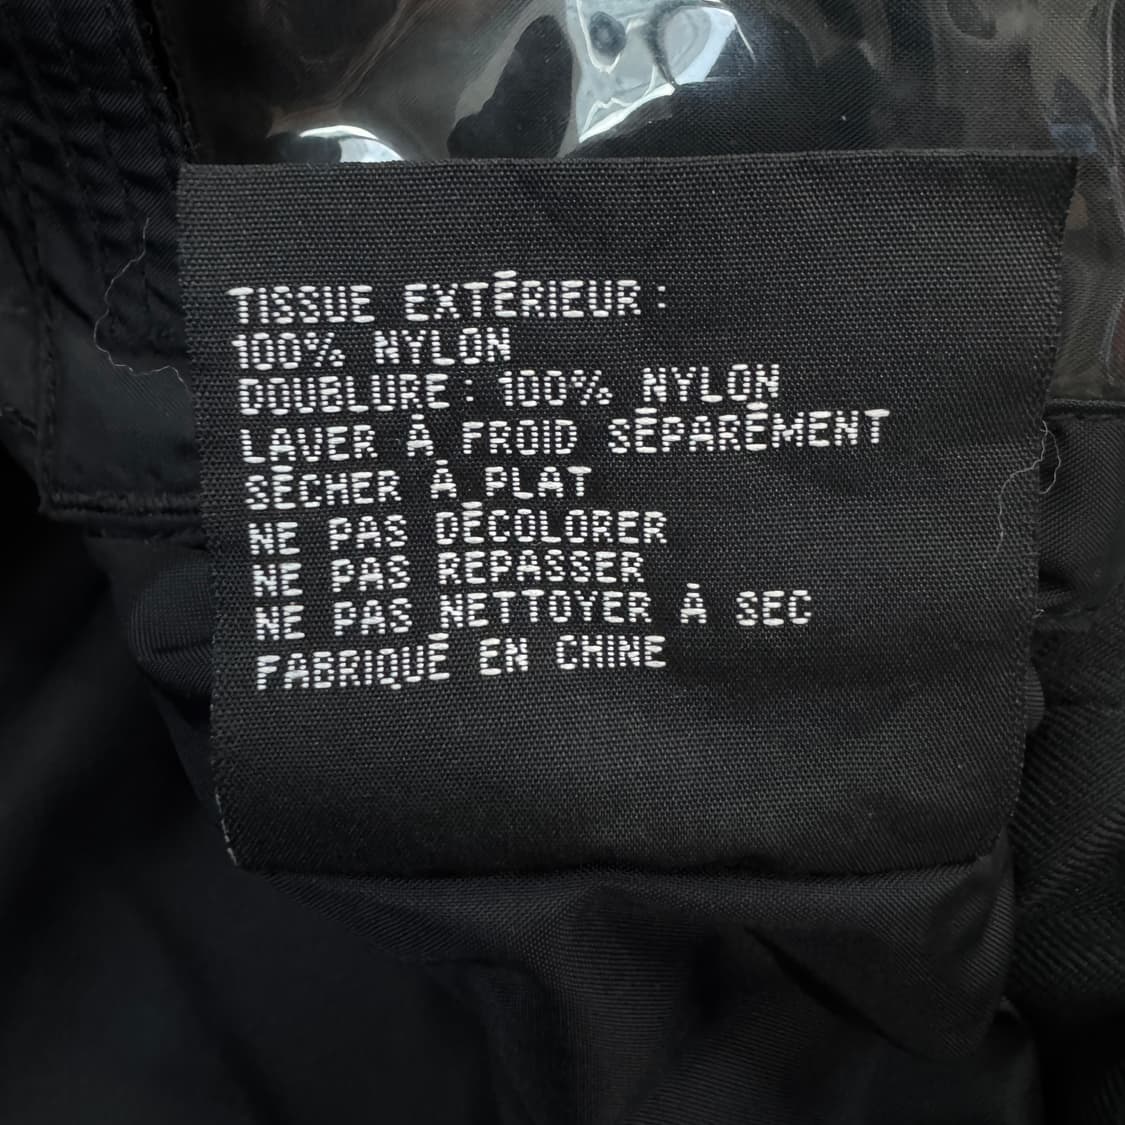 TISSUE EXTÉRIEUR:
100% NYLON
DOUBLURE: 100% NYLON
LAVER À FROID SÉPARÉMENT
SÉCHER À PLAT
NE PAS DÉCOLORER
NE PAS REPASSER
NE PAS NETTOYER À SEC
FABRIQUÉ EN CHINE